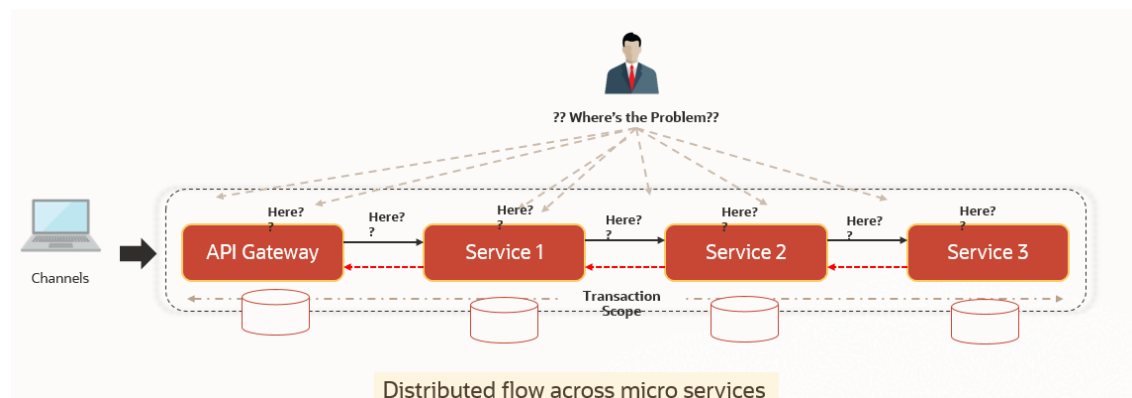 ?? Where's the Problem??
Here?
?
Here?
?
Here?
?
Here?
?
Here?
?
Here?
?
Here?
?
API Gateway
Service 1
Service 2
Service 3
Channels
Transaction
Scope
Distributed flow across micro services